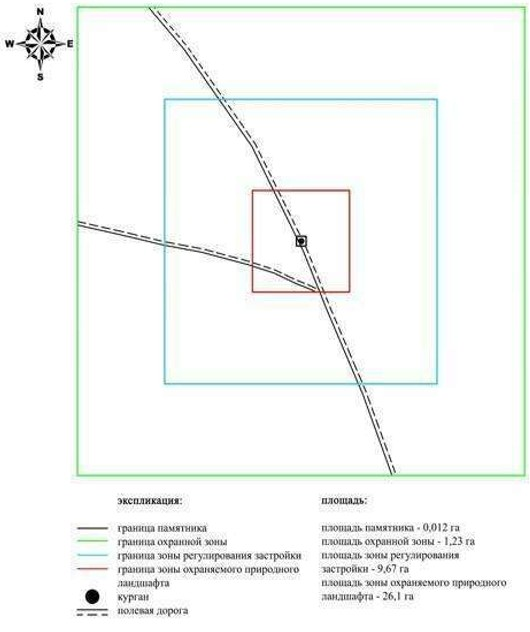 N
W E
S
экспликация: площадь:
граница памятника площадь памятника - 0,012 га
граница охранной зоны площадь охранной зоны - 1,23 га
граница зоны регулирования застройки площадь зоны регулирования
граница зоны охраняемого природного застройки - 9,67 га
ландшафта площадь зоны охраняемого природного
курган ландшафта - 26,1 га
полевая дорога